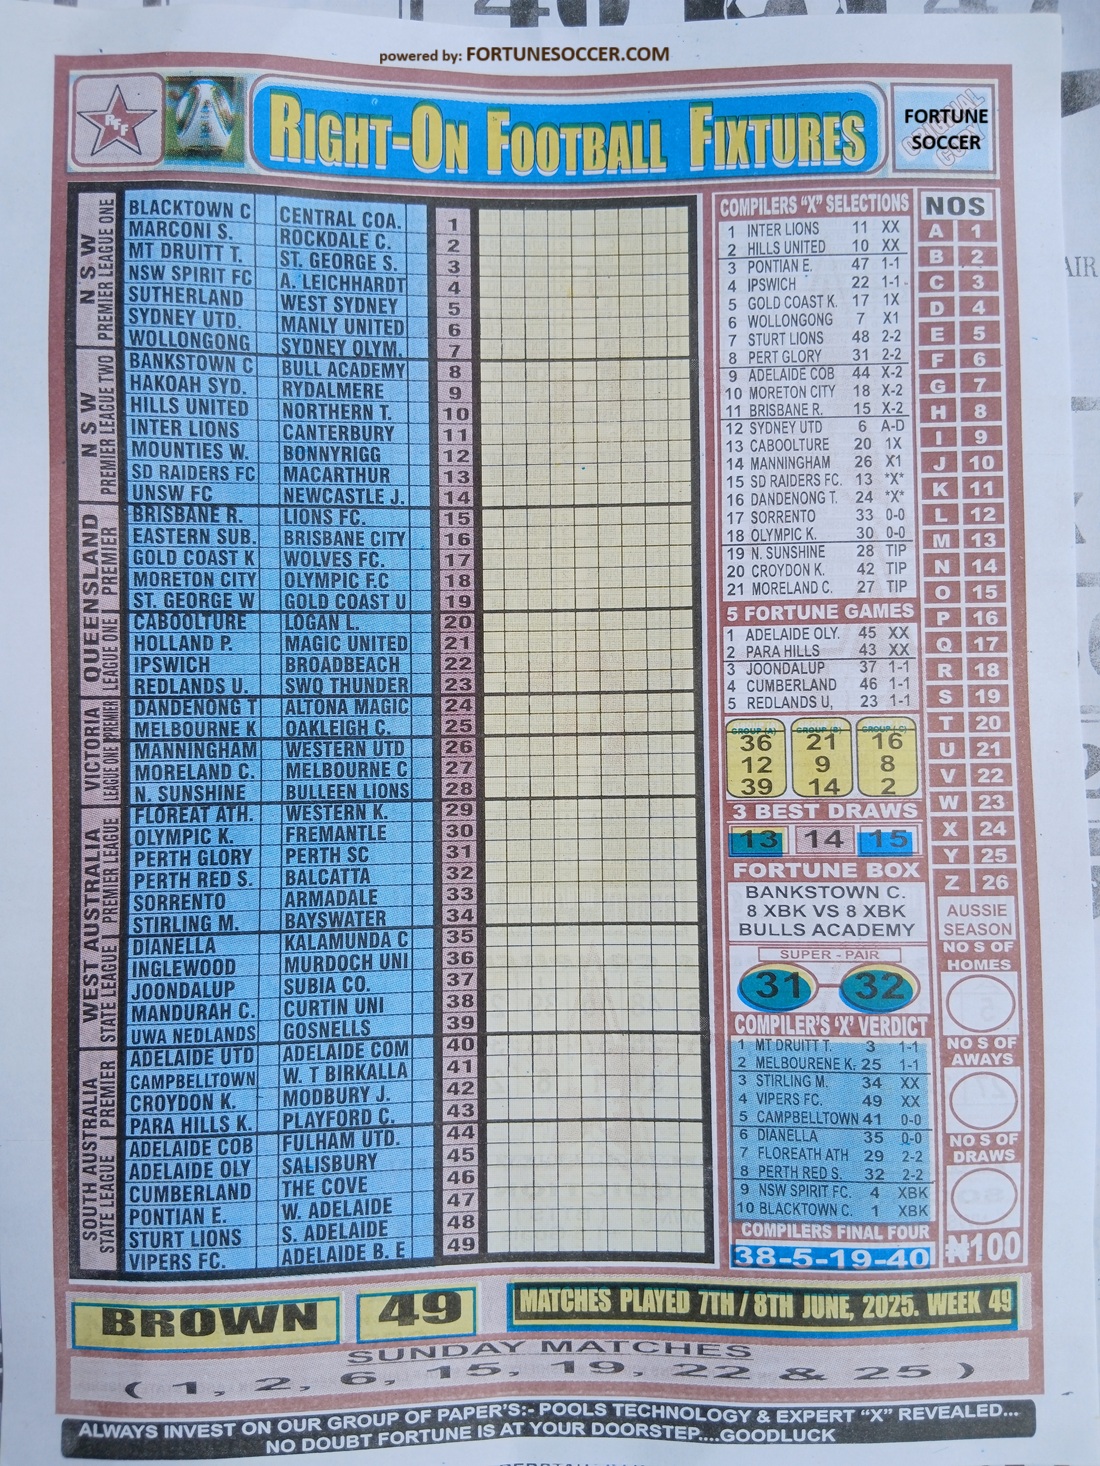 powered by: FORTUNESOCCER.COM
RFF
RIGHT-ON FOOTBALL FIXTURES
FORTUNE
SOCCER
N S W
PREMIER LEAGUE ONE
BLACKTOWN C CENTRAL COA. 1
MARCONI S. ROCKDALE C. 2
MT DRUITT T. ST. GEORGE S. 3
NSW SPIRIT FC A. LEICHHARDT 4
SUTHERLAND WEST SYDNEY 5
SYDNEY UTD. MANLY UNITED 6
WOLLONGONG SYDNEY OLYM. 7
N S W
PREMIER LEAGUE TWO
BANKSTOWN C BULL ACADEMY 8
HAKOAH SYD. RYDALMERE 9
HILLS UNITED NORTHERN T. 10
INTER LIONS CANTERBURY 11
MOUNTIES W. BONNYRIGG 12
SD RAIDERS FC MACARTHUR 13
UNSW FC NEWCASTLE J. 14
QUEENSLAND
LEAGUE ONE PREMIER
BRISBANE R. LIONS FC. 15
EASTERN SUB. BRISBANE CITY 16
GOLD COAST K WOLVES FC. 17
MORETON CITY OLYMPIC F.C 18
ST. GEORGE W GOLD COAST U 19
CABOOLTURE LOGAN L. 20
HOLLAND P. MAGIC UNITED 21
IPSWICH BROADBEACH 22
REDLANDS U. SWQ THUNDER 23
VICTORIA
LEAGUE ONE PREMIER
DANDENONG T ALTONA MAGIC 24
MELBOURNE K OAKLEIGH C. 25
MANNINGHAM WESTERN UTD 26
MORELAND C. MELBOURNE C 27
N. SUNSHINE BULLEEN LIONS 28
WEST AUSTRALIA
STATE LEAGUE PREMIER LEAGUE
FLOREAT ATH. WESTERN K. 29
OLYMPIC K. FREMANTLE 30
PERTH GLORY PERTH SC 31
PERTH RED S. BALCATTA 32
SORRENTO ARMADALE 33
STIRLING M. BAYSWATER 34
DIANELLA KALAMUNDA C 35
INGLEWOOD MURDOCH UNI 36
JOONDALUP SUBIA CO. 37
MANDURAH C. CURTIN UNI 38
UWA NEDLANDS GOSNELLS 39
SOUTH AUSTRALIA
STATE LEAGUE I PREMIER
ADELAIDE UTD ADELAIDE COM 40
CAMPBELLTOWN W. T BIRKALLA 41
CROYDON K. MODBURY J. 42
PARA HILLS K. PLAYFORD C. 43
ADELAIDE COB FULHAM UTD. 44
ADELAIDE OLY SALISBURY 45
CUMBERLAND THE COVE 46
PONTIAN E. W. ADELAIDE 47
STURT LIONS S. ADELAIDE 48
VIPERS FC. ADELAIDE B. E 49
COMPILERS "X" SELECTIONS
1 INTER LIONS 11 XX
2 HILLS UNITED 10 XX
3 PONTIAN E. 47 1-1
4 IPSWICH 22 1-1
5 GOLD COAST K. 17 1X
6 WOLLONGONG 7 X1
7 STURT LIONS 48 2-2
8 PERT GLORY 31 2-2
9 ADELAIDE COB 44 X-2
10 MORETON CITY 18 X-2
11 BRISBANE R. 15 X-2
12 SYDNEY UTD 6 A-D
13 CABOOLTURE 20 1X
14 MANNINGHAM 26 X1
15 SD RAIDERS FC. 13 *X*
16 DANDENONG T. 24 *X*
17 SORRENTO 33 0-0
18 OLYMPIC K. 30 0-0
19 N. SUNSHINE 28 TIP
20 CROYDON K. 42 TIP
21 MORELAND C. 27 TIP
5 FORTUNE GAMES
1 ADELAIDE OLY. 45 XX
2 PARA HILLS 43 XX
3 JOONDALUP 37 1-1
4 CUMBERLAND 46 1-1
5 REDLANDS U, 23 1-1
GROUP (A) GROUP (B) GROUP (C)
36 21 16
12 9 8
39 14 2
3 BEST DRAWS
13 14 15
FORTUNE BOX
BANKSTOWN C.
8 XBK VS 8 XBK
BULLS ACADEMY
SUPER - PAIR
31 32
COMPILER'S 'X' VERDICT
1 MT DRUITT T. 3 1-1
2 MELBOURENE K, 25 1-1
3 STIRLING M. 34 XX
4 VIPERS FC. 49 XX
5 CAMPBELLTOWN 41 0-0
6 DIANELLA 35 0-0
7 FLOREATH ATH 29 2-2
8 PERTH RED S. 32 2-2
9 NSW SPIRIT FC. 4 XBK
10 BLACKTOWN C. 1 XBK
COMPILERS FINAL FOUR
38-5-19-40
NOS
A 1
B 2
C 3
D 4
E 5
F 6
G 7
H 8
I 9
J 10
K 11
L 12
M 13
N 14
O 15
P 16
Q 17
R 18
S 19
T 20
U 21
V 22
W 23
X 24
Y 25
Z 26
AUSSIE
SEASON
NO S OF
HOMES
NO S OF
AWAYS
NO S OF
DRAWS
₦100
BROWN 49
MATCHES PLAYED 7TH / 8TH JUNE, 2025. WEEK 49
SUNDAY MATCHES
( 1, 2, 6, 15, 19, 22 & 25 )
ALWAYS INVEST ON OUR GROUP OF PAPER'S:- POOLS TECHNOLOGY & EXPERT "X" REVEALED...
NO DOUBT FORTUNE IS AT YOUR DOORSTEP....GOODLUCK